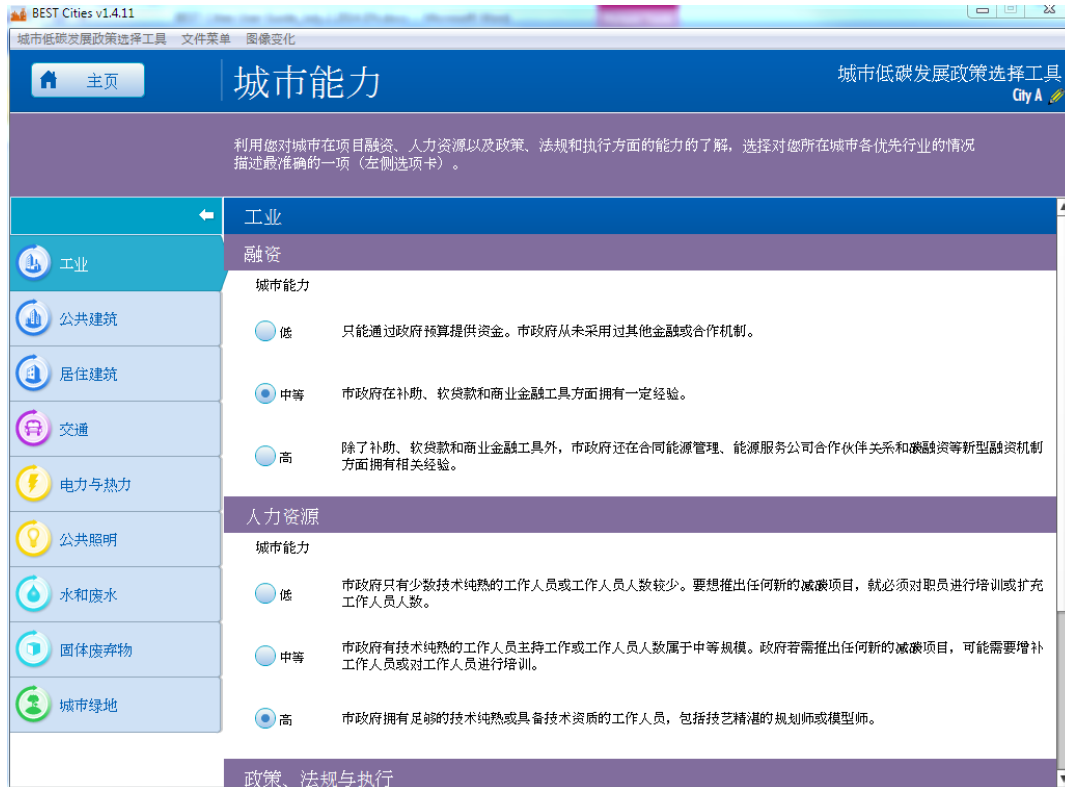 BEST Cities v1.4.11
城市低碳发展政策选择工具 文件菜单 图像变化
主页
城市能力
城市低碳发展政策选择工具
City A
利用您对城市在项目融资、人力资源以及政策、法规和执行方面的能力的了解，选择对您所在城市各优先行业的情况
描述最准确的一项（左侧选项卡）。
工业
公共建筑
居住建筑
交通
电力与热力
公共照明
水和废水
固体废弃物
城市绿地
工业
融资
城市能力
低 只能通过政府预算提供资金。市政府从未采用过其他金融或合作机制。
中等 市政府在补助、软贷款和商业金融工具方面拥有一定经验。
高 除了补助、软贷款和商业金融工具外，市政府还在合同能源管理、能源服务公司合作伙伴关系和碳融资等新型融资机制
方面拥有相关经验。
人力资源
城市能力
低 市政府只有少数技术纯熟的工作人员或工作人员人数较少。要想推出任何新的减碳项目，就必须对职员进行培训或扩充
工作人员人数。
中等 市政府有技术纯熟的工作人员主持工作或工作人员人数属于中等规模。政府若需推出任何新的减碳项目，可能需要增补
工作人员或对工作人员进行培训。
高 市政府拥有足够的技术纯熟或具备技术资质的工作人员，包括技艺精湛的规划师或模型师。
政策、法规与执行